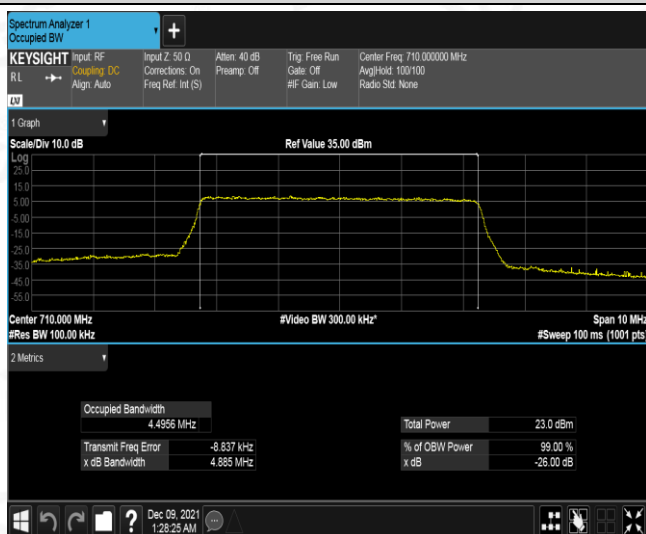 Spectrum Analyzer 1
Occupied BW
+
KEYSIGHT
RL
LXI
Input: RF
Coupling: DC
Align: Auto
Input Z: 50 Ω
Corrections: On
Freq Ref: Int (S)
Atten: 40 dB
Preamp: Off
Trig: Free Run
Gate: Off
#IF Gain: Low
Center Freq: 710.000000 MHz
Avg|Hold: 100/100
Radio Std: None
1 Graph
Scale/Div 10.0 dB
Ref Value 35.00 dBm
Log
25.0
15.0
5.00
-5.00
-15.0
-25.0
-35.0
-45.0
-55.0
Center 710.000 MHz
#Video BW 300.00 kHz*
Span 10 MHz
#Res BW 100.00 kHz
#Sweep 100 ms (1001 pts)
2 Metrics
Occupied Bandwidth
4.4956 MHz
Total Power 23.0 dBm
Transmit Freq Error -8.837 kHz
% of OBW Power 99.00 %
x dB Bandwidth 4.885 MHz
x dB -26.00 dB
?
Dec 09, 2021
1:28:25 AM